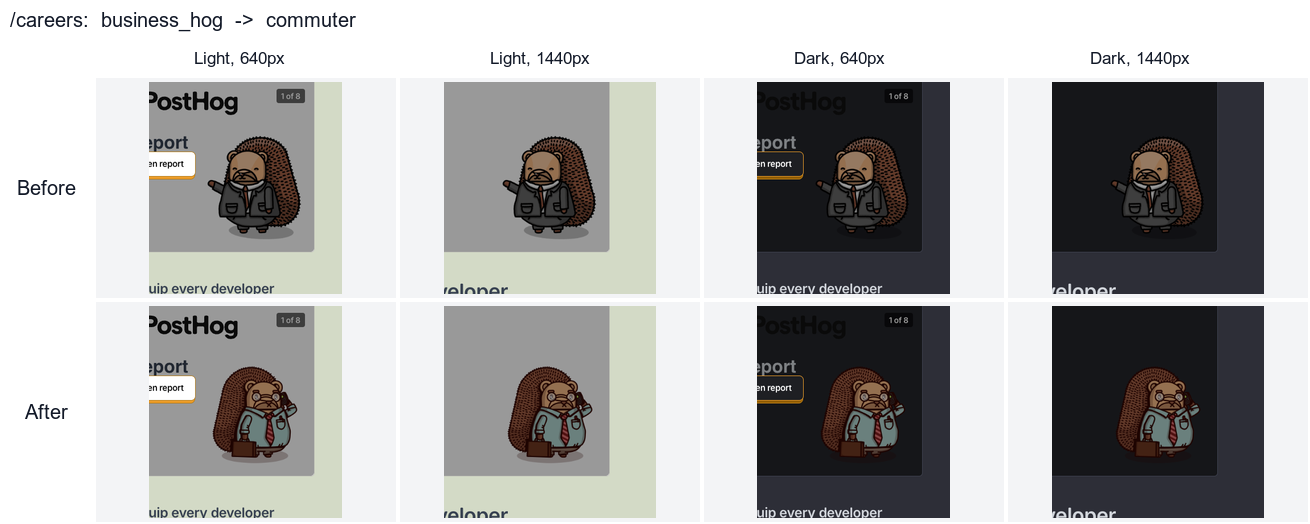 /careers: business_hog -> commuter
Light, 640px
Light, 1440px
Dark, 640px
Dark, 1440px
Before
PostHog
1 of 8
eport
en report
uip every developer
veloper
PostHog
1 of 8
eport
en report
uip every developer
veloper
After
PostHog
1 of 8
eport
en report
uip every developer
veloper
PostHog
1 of 8
eport
en report
uip every developer
veloper